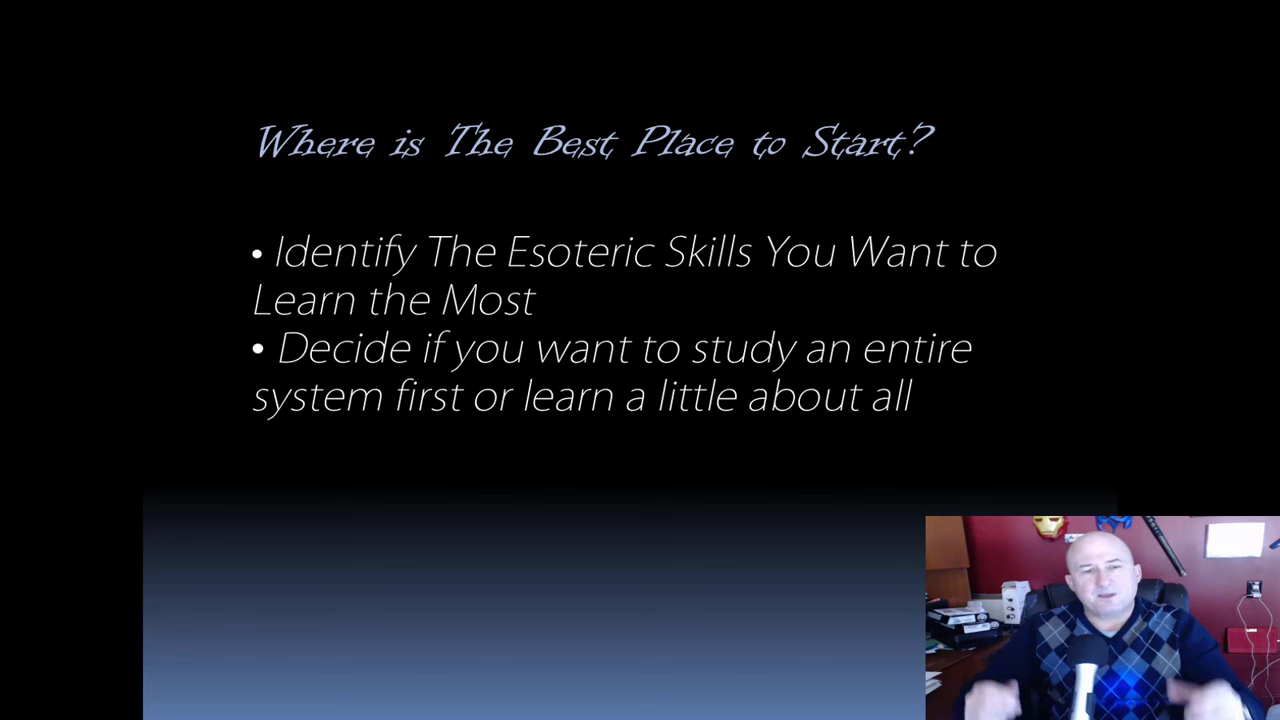 Where is The Best Place to Start?
• Identify The Esoteric Skills You Want to
Learn the Most
• Decide if you want to study an entire
system first or learn a little about all